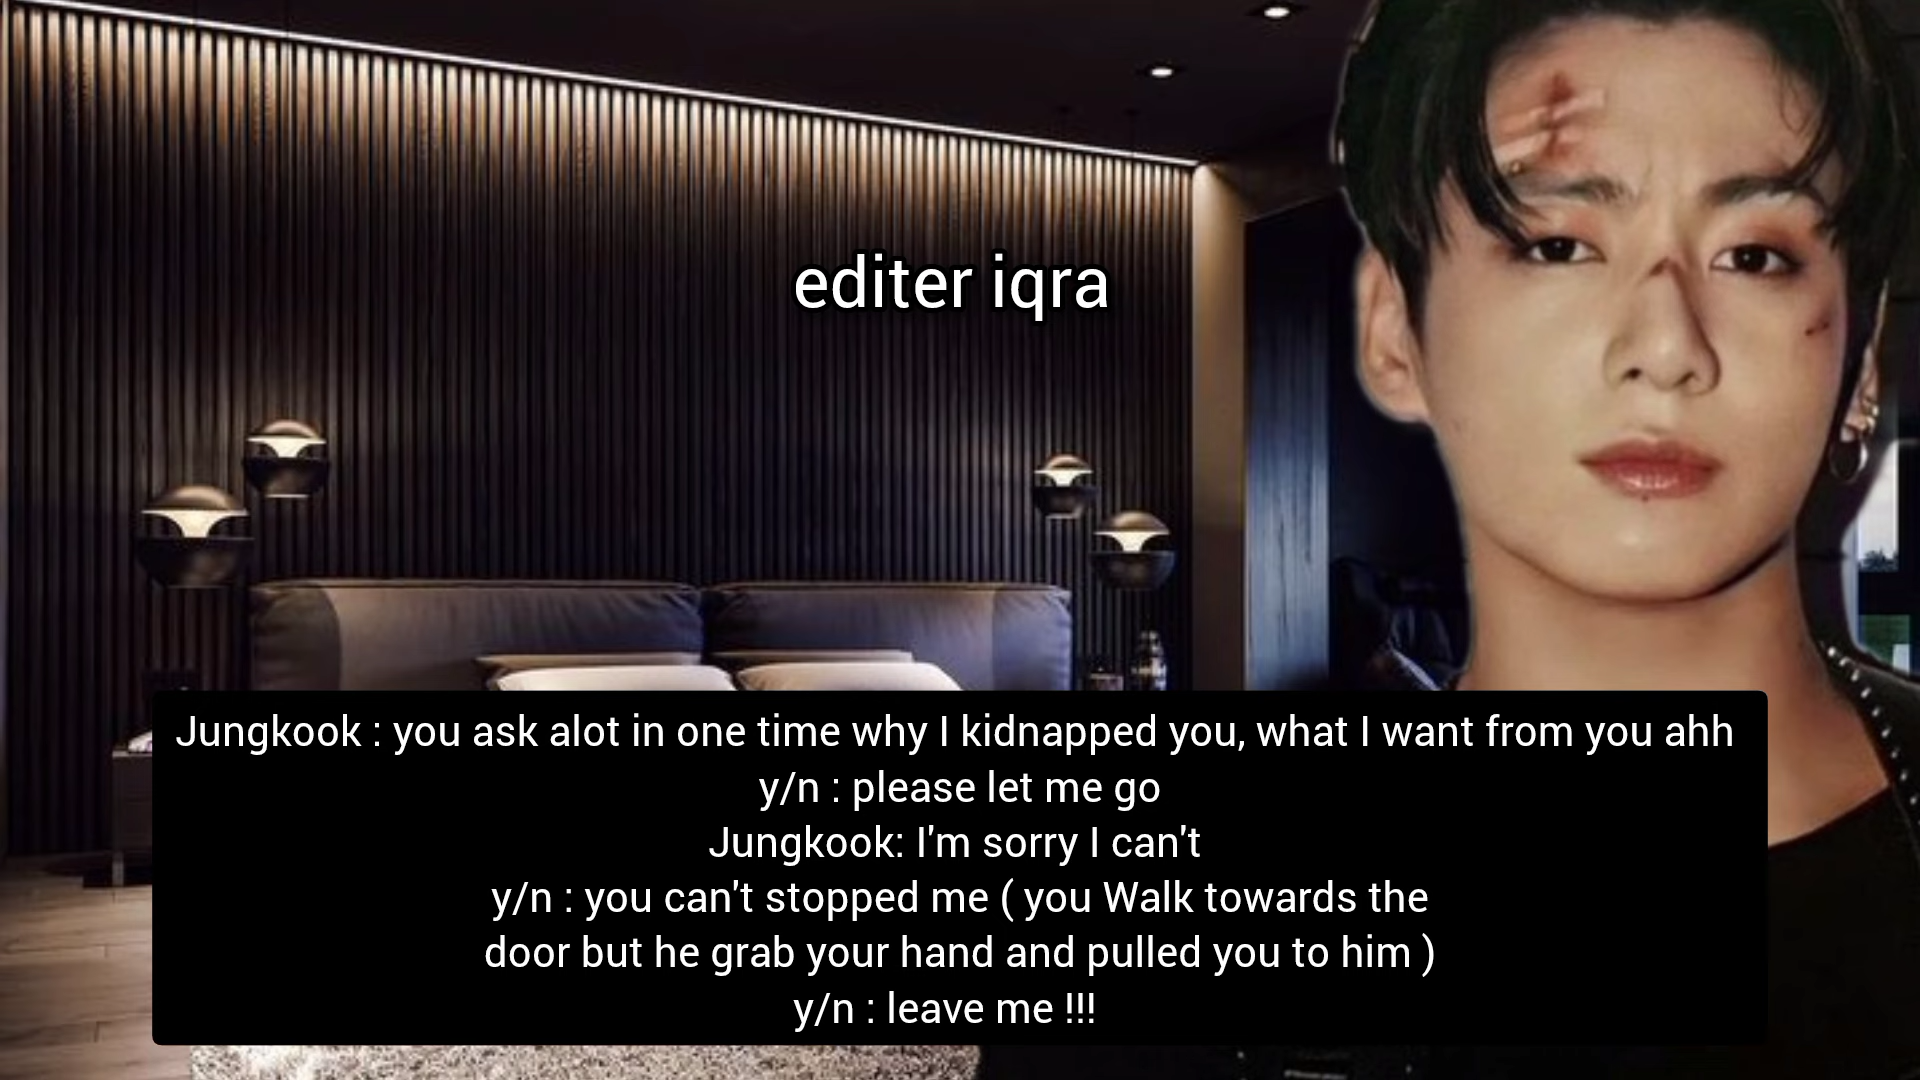 editer iqra
Jungkook : you ask alot in one time why I kidnapped you, what I want from you ahh
y/n : please let me go
Jungkook: I'm sorry I can't
y/n : you can't stopped me ( you Walk towards the
door but he grab your hand and pulled you to him )
y/n : leave me !!!